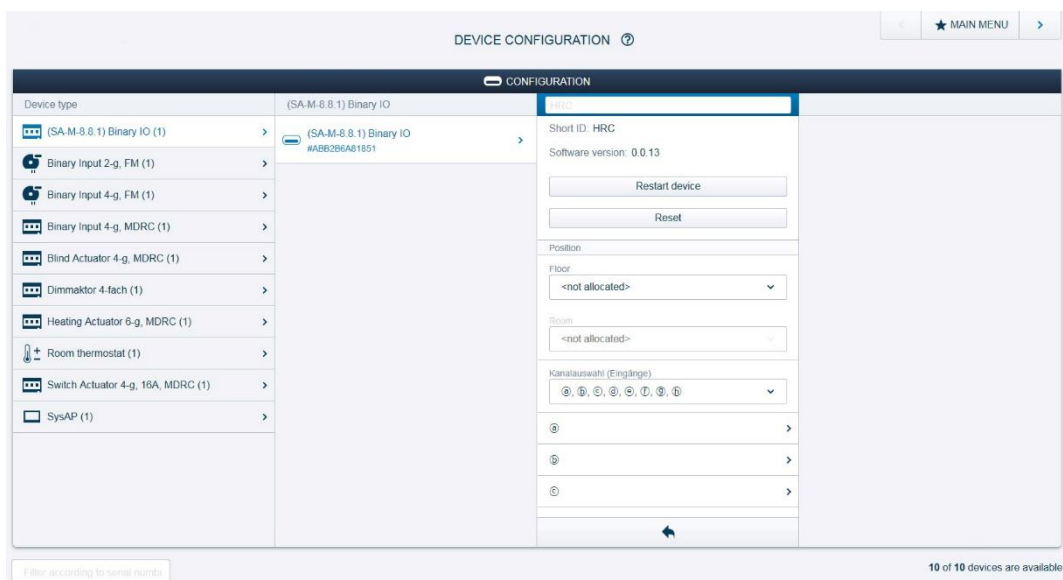 MAIN MENU
DEVICE CONFIGURATION ?
CONFIGURATION
Device type
(SA-M-8.8.1) Binary IO (1)
Binary Input 2-g, FM (1)
Binary Input 4-g, FM (1)
Binary Input 4-g, MDRC (1)
Blind Actuator 4-g, MDRC (1)
Dimmaktor 4-fach (1)
Heating Actuator 6-g, MDRC (1)
Room thermostat (1)
Switch Actuator 4-g, 16A, MDRC (1)
SysAP (1)
(SA-M-8.8.1) Binary IO
(SA-M-8.8.1) Binary IO
#ABB2B6A81851
HRC
Short ID: HRC
Software version: 0.0.13
Restart device
Reset
Position
Floor
<not allocated>
Room
<not allocated>
Kanalauswahl (Eingänge)
ⓐ, ⓑ, ⓒ, ⓓ, ⓔ, ⓕ, ⓖ, ⓗ
ⓐ
ⓑ
ⓒ
Filter according to serial numbe
10 of 10 devices are available